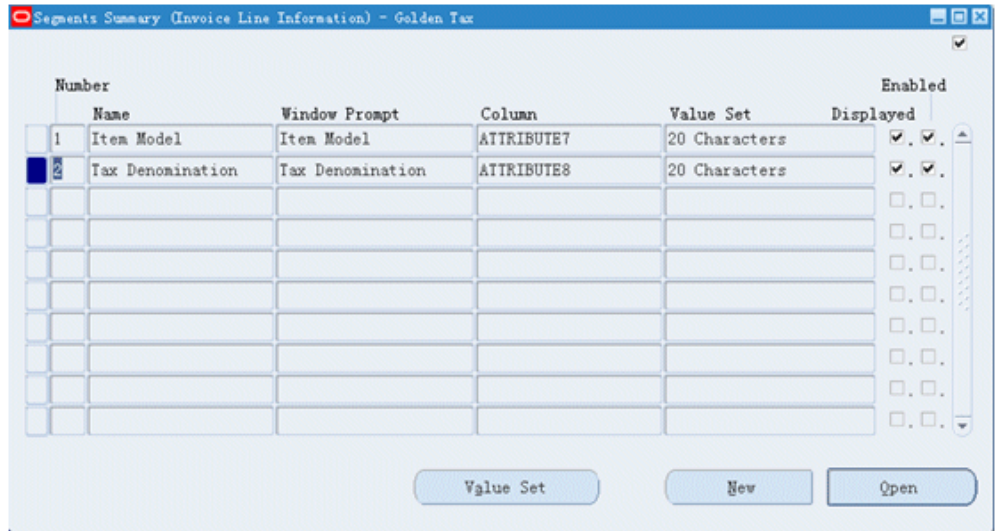 Segments Summary (Invoice Line Information) - Golden Tax
Number Enabled
Name Window Prompt Column Value Set Displayed
1 Item Model Item Model ATTRIBUTE7 20 Characters
2 Tax Denomination Tax Denomination ATTRIBUTE8 20 Characters
Value Set New Open